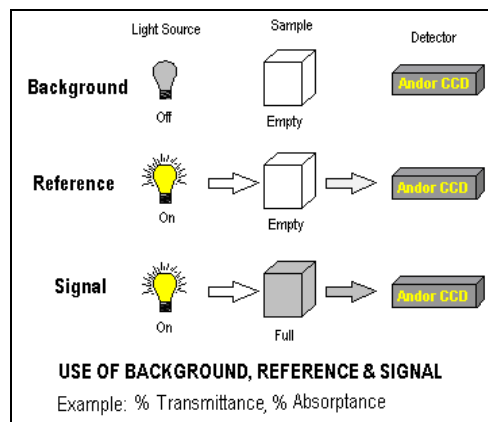 Light Source Sample Detector
Background Andor CCD
Off Empty
Reference Andor CCD
On Empty
Signal Andor CCD
On Full
USE OF BACKGROUND, REFERENCE & SIGNAL
Example: % Transmittance, % Absorptance